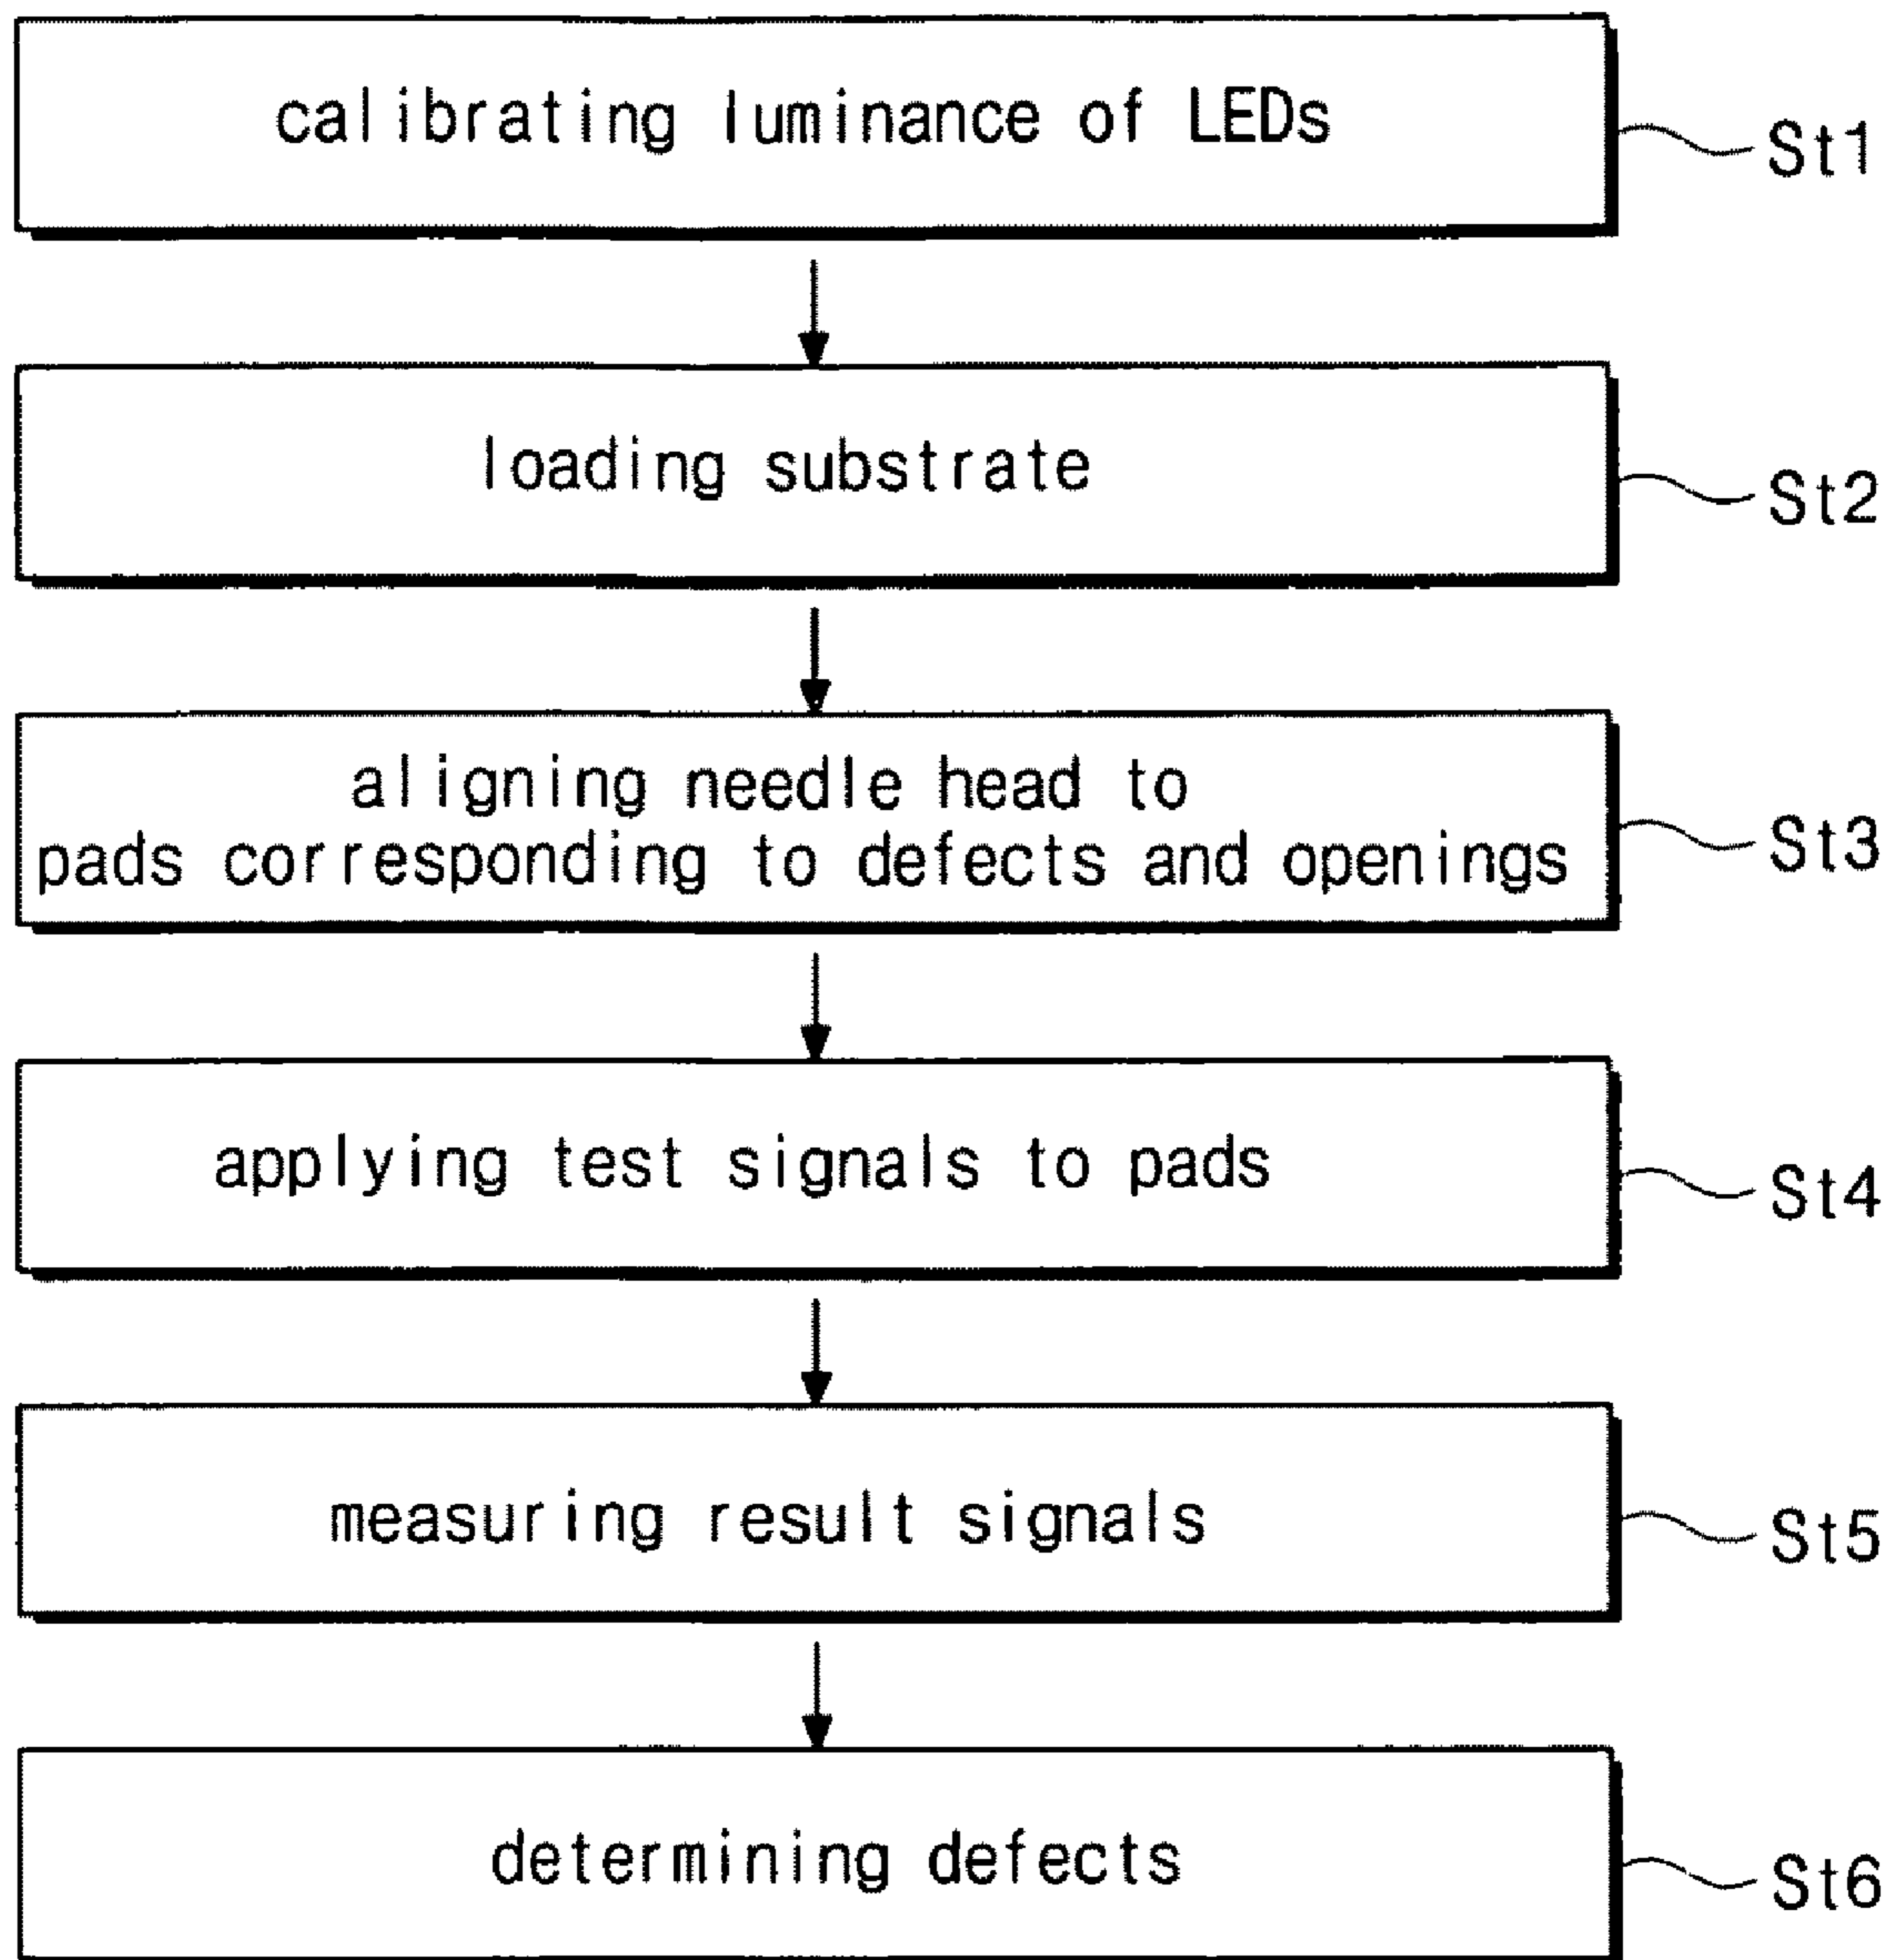 calibrating luminance of LEDs
St1
loading substrate
St2
aligning needle head to
pads corresponding to defects and openings
St3
applying test signals to pads
St4
measuring result signals
St5
determining defects
St6